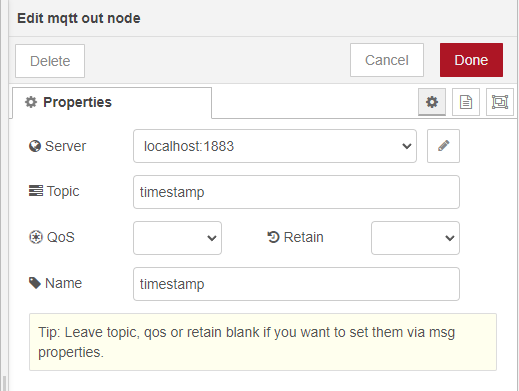 Edit mqtt out node
Delete Cancel Done
Properties
Server localhost:1883
Topic timestamp
QoS Retain
Name timestamp
Tip: Leave topic, qos or retain blank if you want to set them via msg
properties.